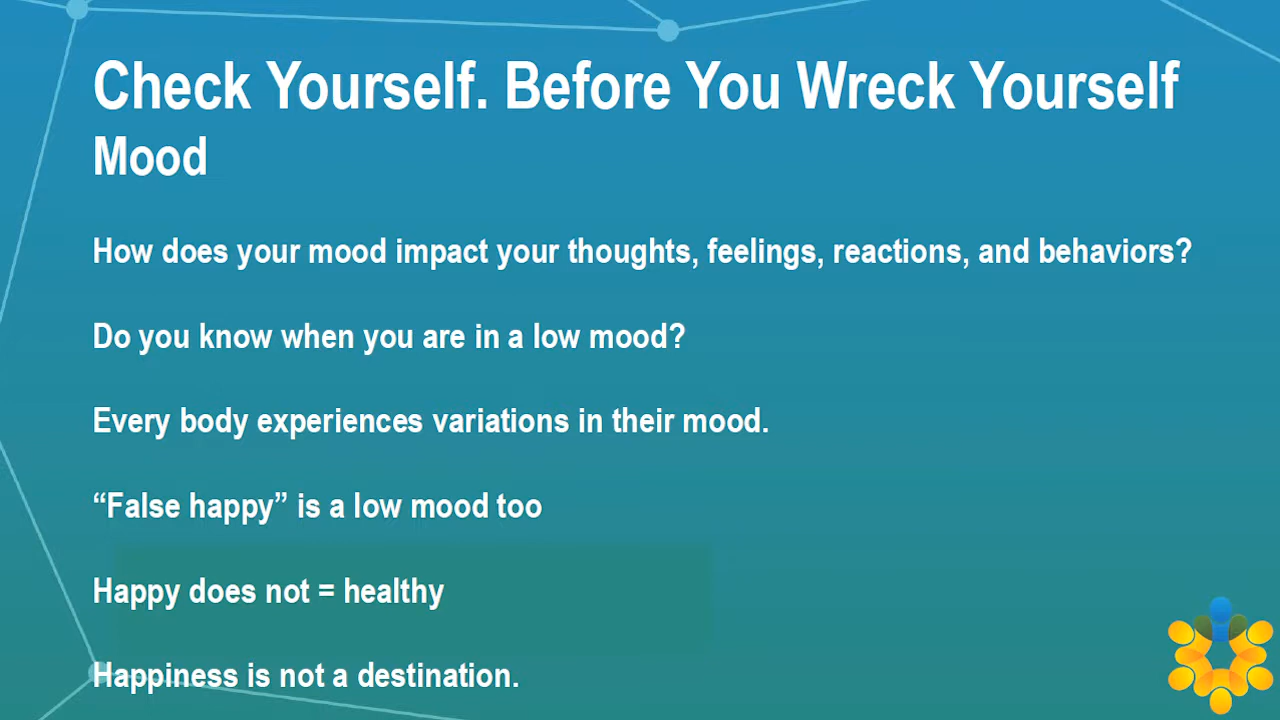 Check Yourself. Before You Wreck Yourself
Mood
How does your mood impact your thoughts, feelings, reactions, and behaviors?
Do you know when you are in a low mood?
Every body experiences variations in their mood.
“False happy” is a low mood too
Happy does not = healthy
Happiness is not a destination.